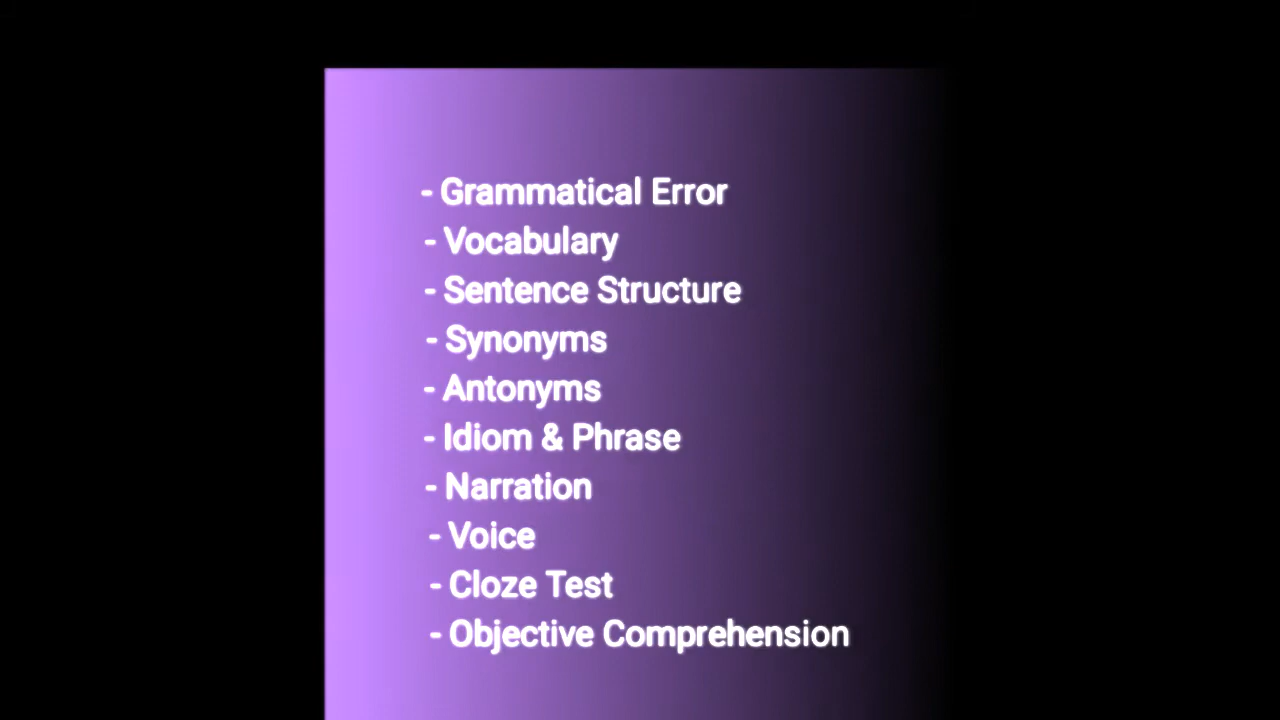 - Grammatical Error
- Vocabulary
- Sentence Structure
- Synonyms
- Antonyms
- Idiom & Phrase
- Narration
- Voice
- Cloze Test
- Objective Comprehension